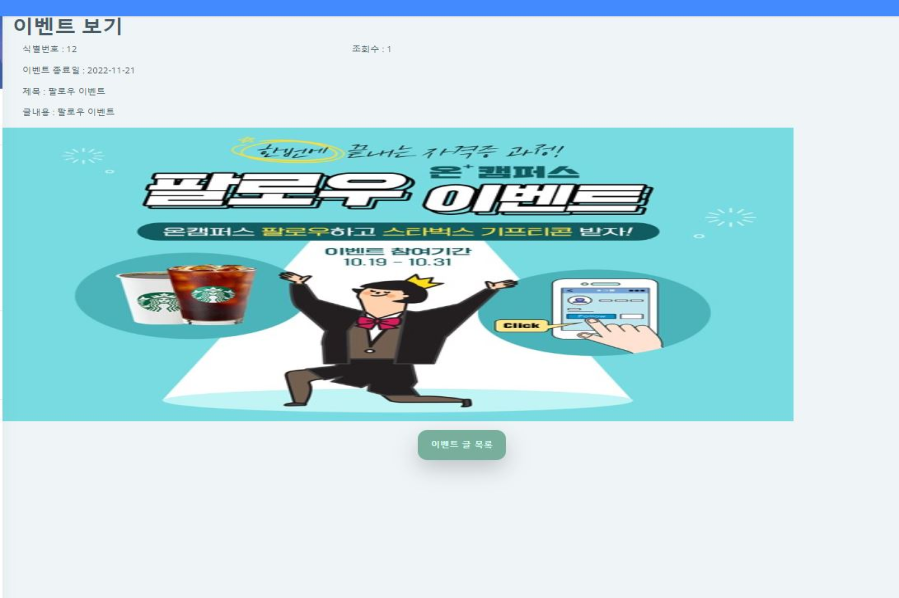 이벤트 보기
식별번호 : 12
조회수 : 1
이벤트 종료일 : 2022-11-21
제목 : 팔로우 이벤트
글내용 : 팔로우 이벤트
한번에 끝내는 자격증 과정!
온+캠퍼스
팔로우 이벤트
온캠퍼스 팔로우하고 스타벅스 기프티콘 받자!
이벤트 참여기간
10.19 - 10.31
Click
이벤트 글 목록